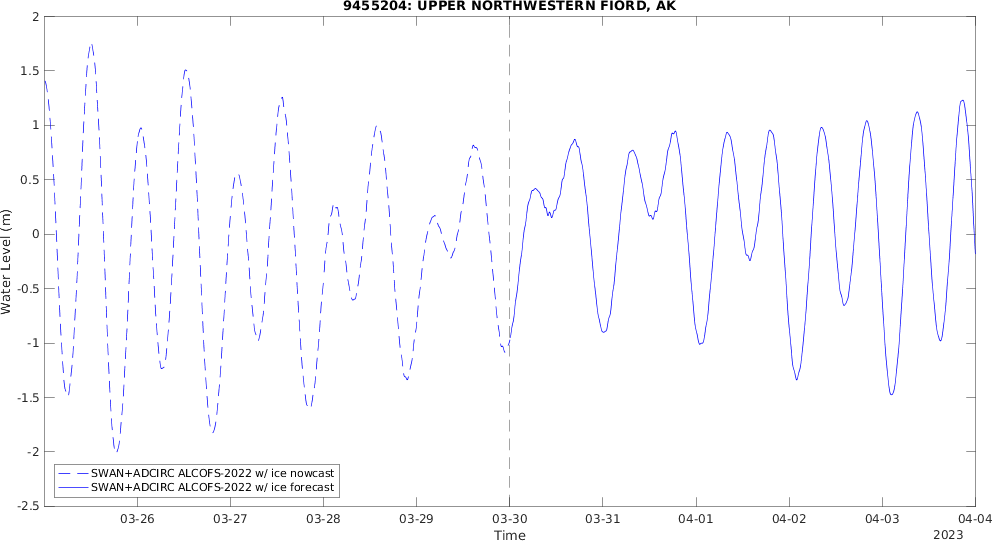 9455204: UPPER NORTHWESTERN FIORD, AK
2
1.5
1
0.5
0
-0.5
-1
-1.5
-2
-2.5
Water Level (m)
SWAN+ADCIRC ALCOFS-2022 w/ ice nowcast
SWAN+ADCIRC ALCOFS-2022 w/ ice forecast
03-26 03-27 03-28 03-29 03-30 03-31 04-01 04-02 04-03 04-04
Time
2023